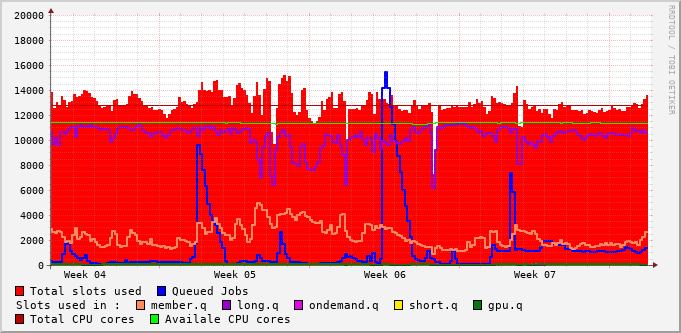 20000
18000
16000
14000
12000
10000
8000
6000
4000
2000
0
Week 04 Week 05 Week 06 Week 07
RRDTOOL / TOBI OETIKER
Total slots used Queued Jobs
Slots used in : member.q long.q ondemand.q short.q gpu.q
Total CPU cores Availale CPU cores